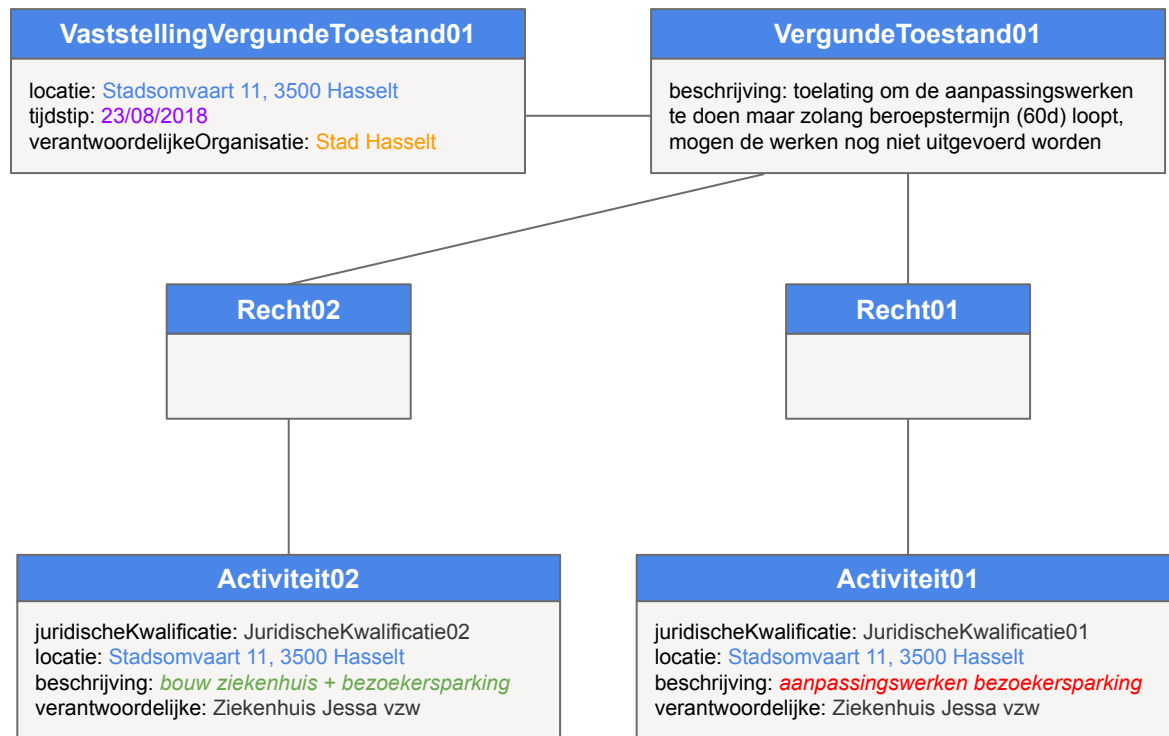 VaststellingVergundeToestand01
locatie: Stadsomvaart 11, 3500 Hasselt
tijdstip: 23/08/2018
verantwoordelijkeOrganisatie: Stad Hasselt
VergundeToestand01
beschrijving: toelating om de aanpassingswerken
te doen maar zolang beroepstermijn (60d) loopt,
mogen de werken nog niet uitgevoerd worden
Recht02
Recht01
Activiteit02
juridischeKwalificatie: JuridischeKwalificatie02
locatie: Stadsomvaart 11, 3500 Hasselt
beschrijving: bouw ziekenhuis + bezoekersparking
verantwoordelijke: Ziekenhuis Jessa vzw
Activiteit01
juridischeKwalificatie: JuridischeKwalificatie01
locatie: Stadsomvaart 11, 3500 Hasselt
beschrijving: aanpassingswerken bezoekersparking
verantwoordelijke: Ziekenhuis Jessa vzw